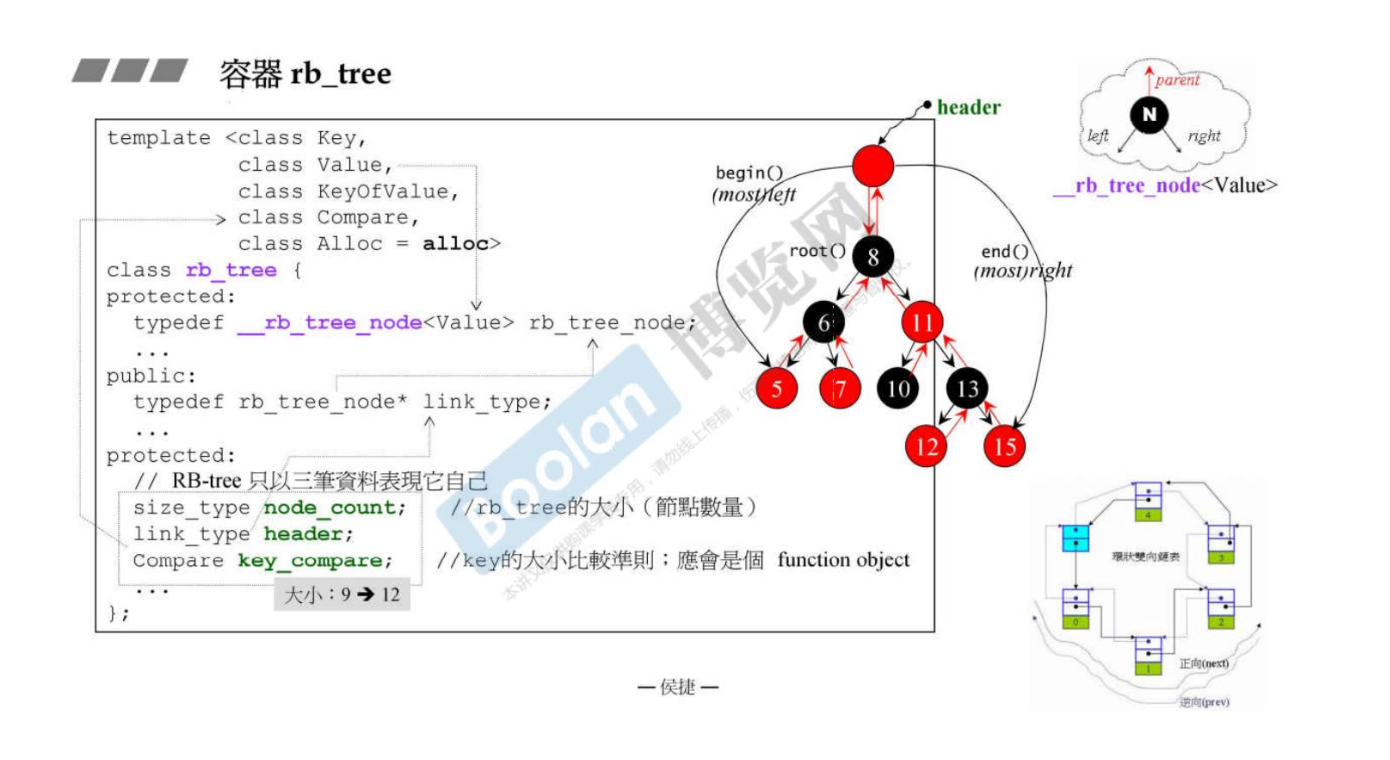 容器 rb_tree
template <class Key,
class Value,
class KeyOfValue,
class Compare,
class Alloc = alloc>
class rb_tree {
protected:
typedef __rb_tree_node<Value> rb_tree_node;
...
public:
typedef rb_tree_node* link_type;
...
protected:
// RB-tree 只以三筆資料表現它自己
size_type node_count; //rb_tree的大小（節點數量）
link_type header;
Compare key_compare; //key的大小比較準則；應會是個 function object
...
大小：9 ➔ 12
};
header
begin()
(most)left
root()
end()
(most)right
8
6
11
5
7
10
13
12
15
parent
N
left
right
__rb_tree_node<Value>
4
3
環狀雙向鏈表
0
2
1
正向(next)
逆向(prev)
Boolan 博览网
— 侯捷 —